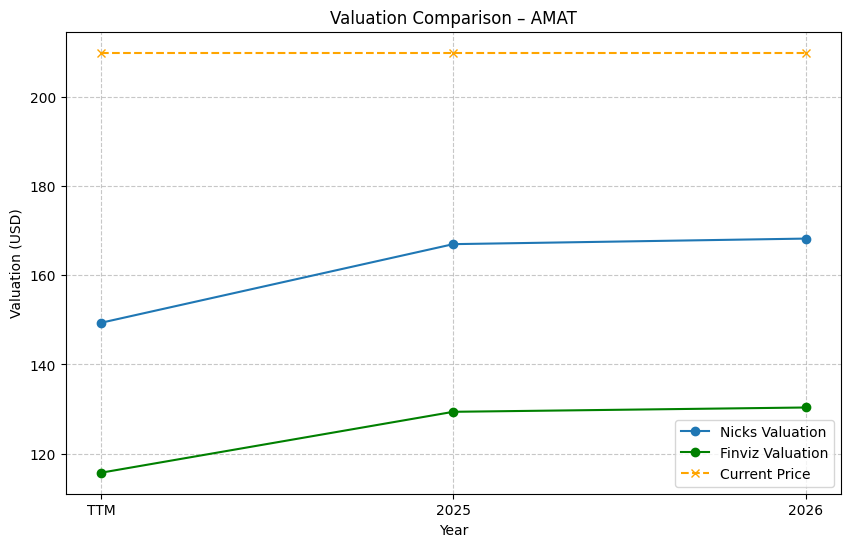 Valuation Comparison – AMAT
Valuation (USD)
200
180
160
140
120
TTM
2025
2026
Year
Nicks Valuation
Finviz Valuation
Current Price